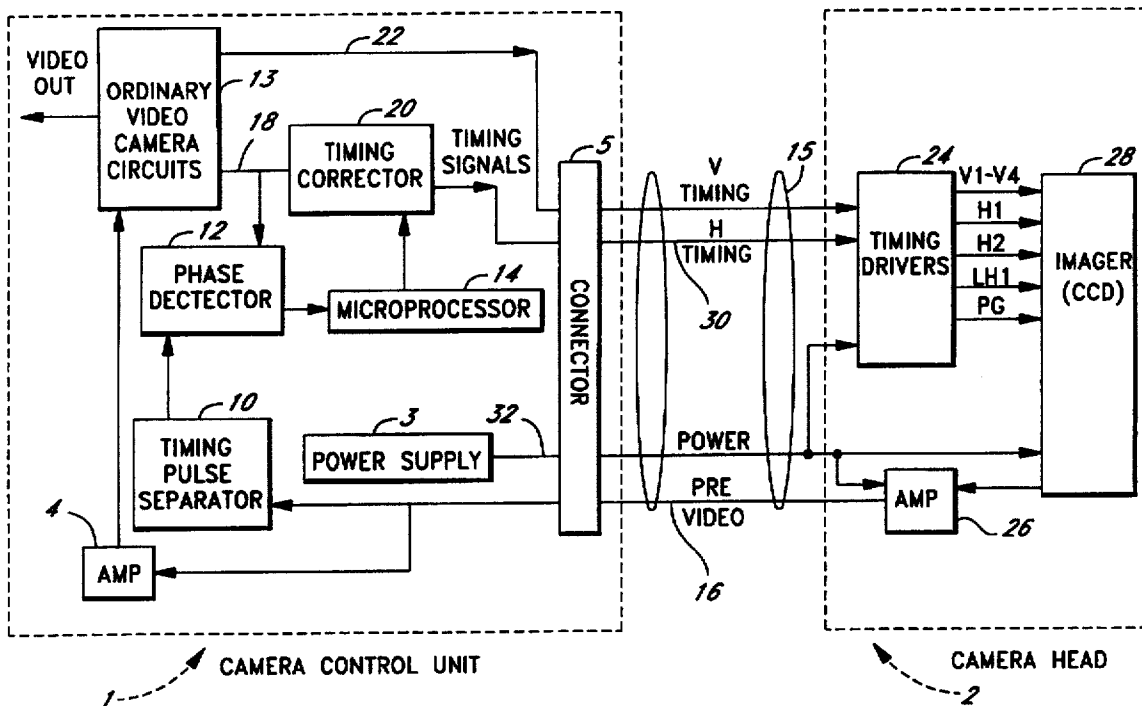 VIDEO
OUT
ORDINARY
VIDEO
CAMERA
CIRCUITS
13
22
18
20
TIMING
CORRECTOR
TIMING
SIGNALS
12
PHASE
DECTECTOR
14
MICROPROCESSOR
10
TIMING
PULSE
SEPARATOR
3
POWER SUPPLY
32
4
AMP
5
CONNECTOR
V
TIMING
H
TIMING
30
15
POWER
PRE
VIDEO
16
24
TIMING
DRIVERS
V1-V4
H1
H2
LH1
PG
28
IMAGER
(CCD)
AMP
26
CAMERA CONTROL UNIT
1
CAMERA HEAD
2